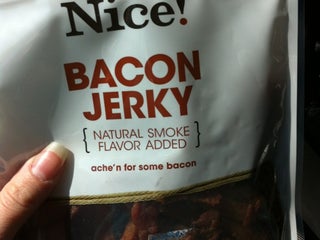 Nice!
BACON
JERKY
{ NATURAL SMOKE
FLAVOR ADDED }
ache'n for some bacon